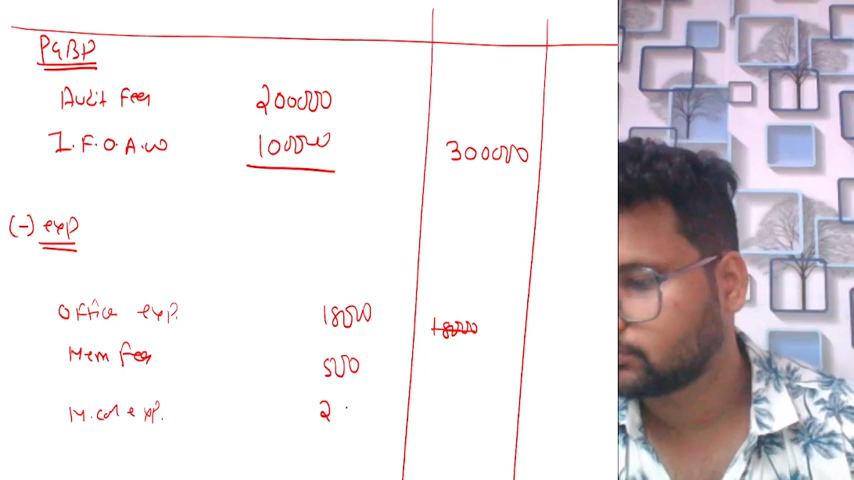 PGBP
Audit Fees 200000
I.F.O.A.W 100000 300000
(-) exp
Office exp. 18000 18000
Mem fees 500
M. car exp. 2